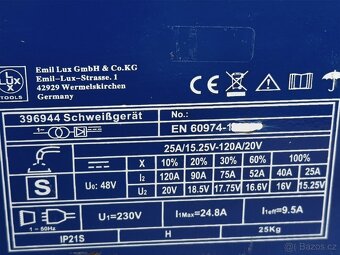 LUX
TOOLS
Emil Lux GmbH & Co.KG
Emil-Lux-Strasse. 1
42929 Wermelskirchen
Germany
CE
396944 Schweißgerät
No.:
EN 60974-1
25A/15.25V-120A/20V
X 10% 20% 30% 60% 100%
S U0: 48V I2 120A 90A 75A 52A 40A 25A
U2 20V 18.5V 17.75V 16.6V 16V 15.25V
1~50Hz U1=230V I1Max=24.8A I1eff=9.5A
IP21S H 25Kg